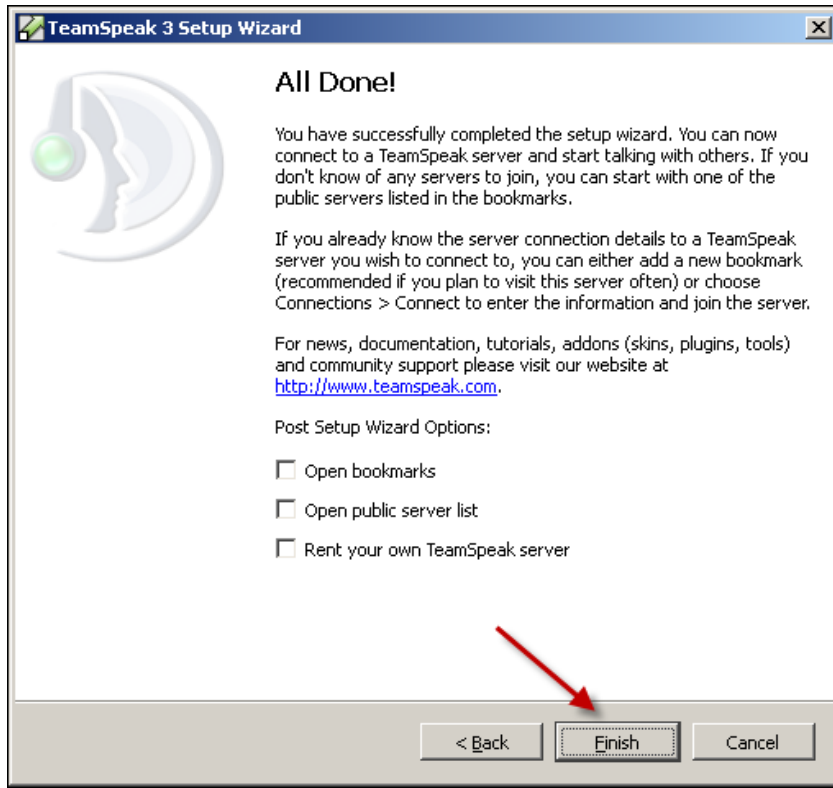 TeamSpeak 3 Setup Wizard
All Done!
You have successfully completed the setup wizard. You can now
connect to a TeamSpeak server and start talking with others. If you
don't know of any servers to join, you can start with one of the
public servers listed in the bookmarks.
If you already know the server connection details to a TeamSpeak
server you wish to connect to, you can either add a new bookmark
(recommended if you plan to visit this server often) or choose
Connections > Connect to enter the information and join the server.
For news, documentation, tutorials, addons (skins, plugins, tools)
and community support please visit our website at
http://www.teamspeak.com.
Post Setup Wizard Options:
Open bookmarks
Open public server list
Rent your own TeamSpeak server
< Back Finish Cancel